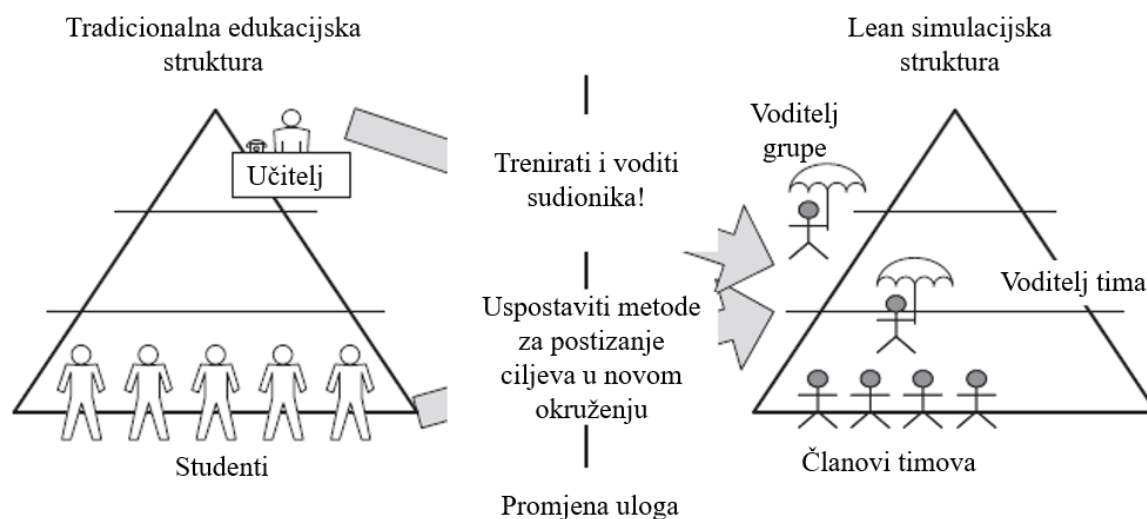 Tradicionalna edukacijska
struktura
Učitelj
Studenti
Trenirati i voditi
sudionika!
Uspostaviti metode
za postizanje
ciljeva u novom
okruženju
Promjena uloga
Lean simulacijska
struktura
Voditelj
grupe
Voditelj tima
Članovi timova